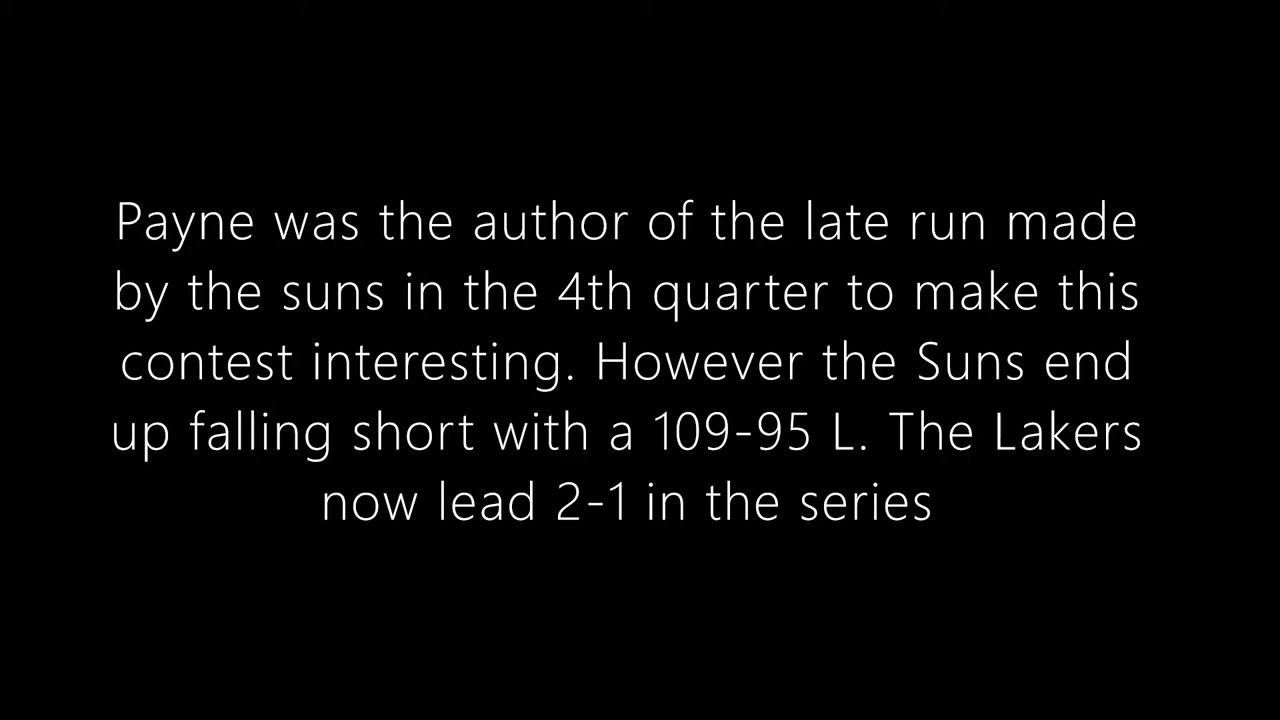 Payne was the author of the late run made
by the suns in the 4th quarter to make this
contest interesting. However the Suns end
up falling short with a 109-95 L. The Lakers
now lead 2-1 in the series